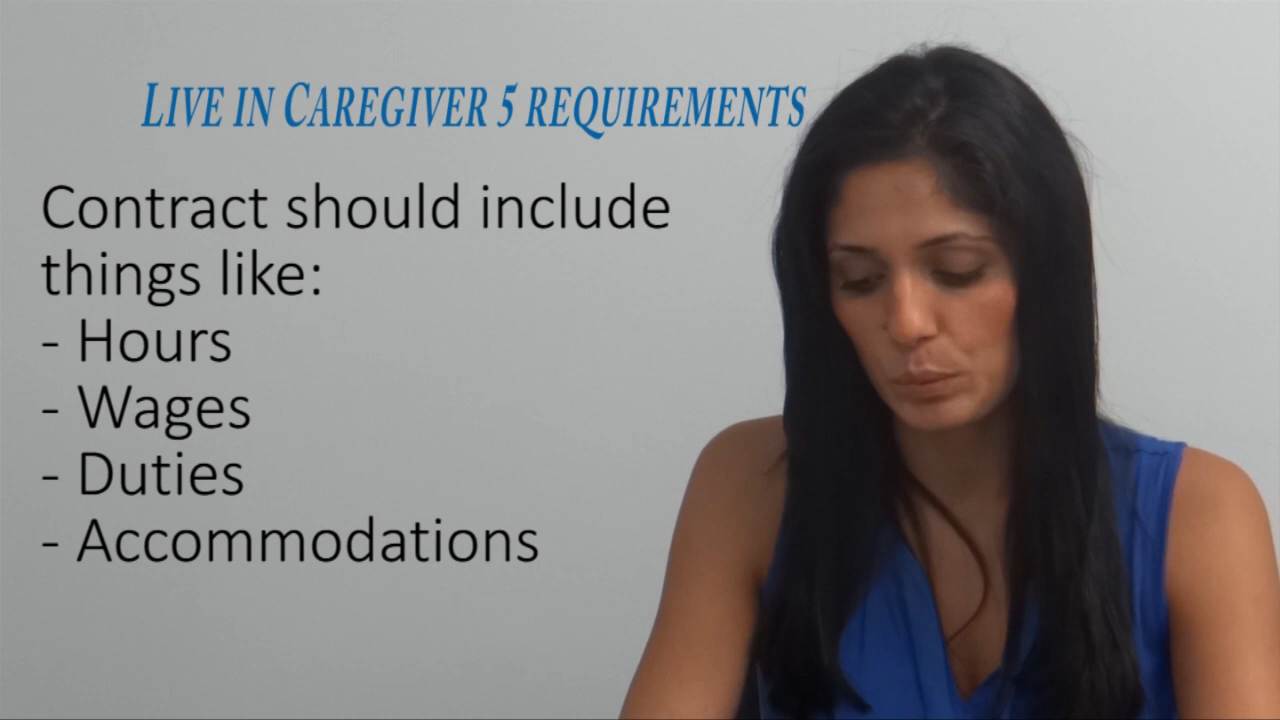 LIVE IN CAREGIVER 5 REQUIREMENTS
Contract should include
things like:
- Hours
- Wages
- Duties
- Accommodations